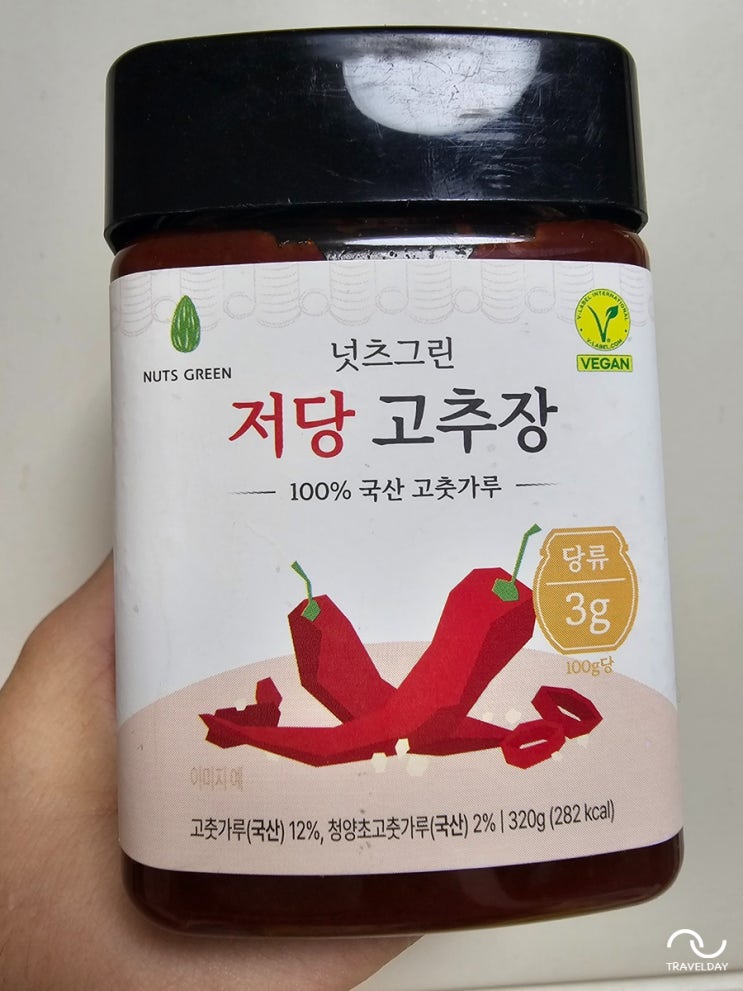 NUTS GREEN
V-LABEL INTERNATIONAL
V-LABEL.COM
VEGAN
넛츠그린
저당 고추장
100% 국산 고춧가루
당류
3g
100g당
이미지 예
고춧가루(국산) 12%, 청양초고춧가루(국산) 2% | 320g (282 kcal)
TRAVELDAY